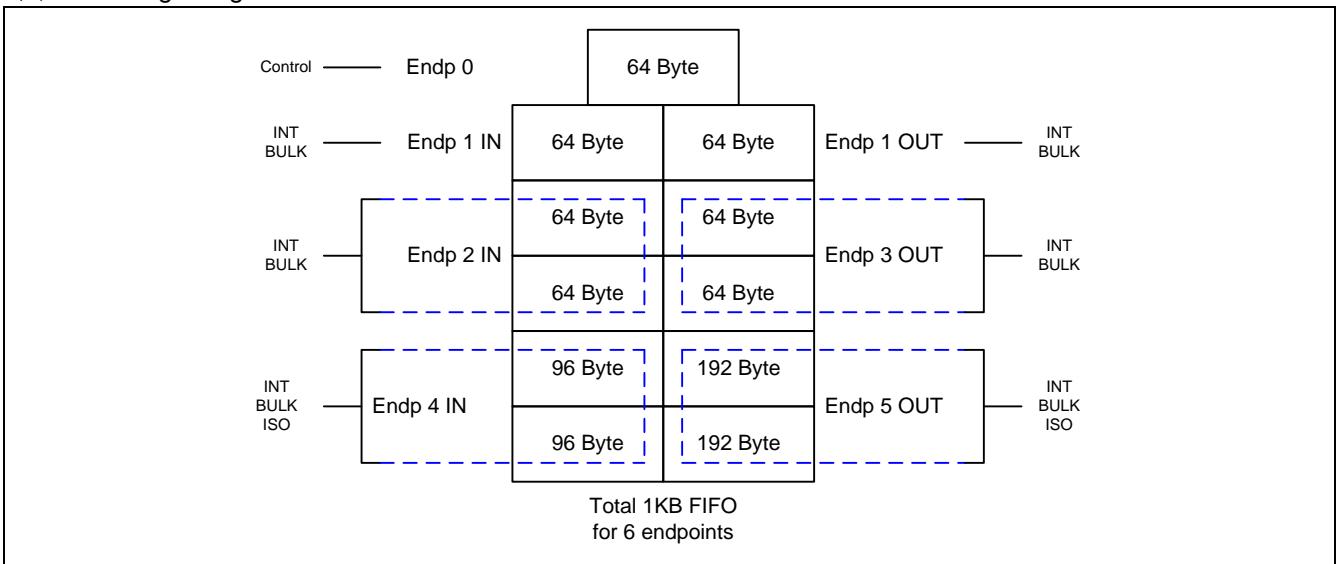 Control
Endp 0
64 Byte
INT
BULK
Endp 1 IN
64 Byte
64 Byte
Endp 1 OUT
INT
BULK
INT
BULK
Endp 2 IN
64 Byte
64 Byte
64 Byte
64 Byte
Endp 3 OUT
INT
BULK
INT
BULK
ISO
Endp 4 IN
96 Byte
192 Byte
96 Byte
192 Byte
Endp 5 OUT
INT
BULK
ISO
Total 1KB FIFO
for 6 endpoints